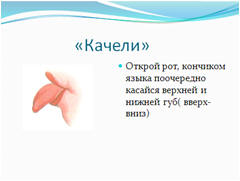 «Качели»
Открой рот, кончиком
языка поочередно
касайся верхней и
нижней губ( вверх-
вниз)